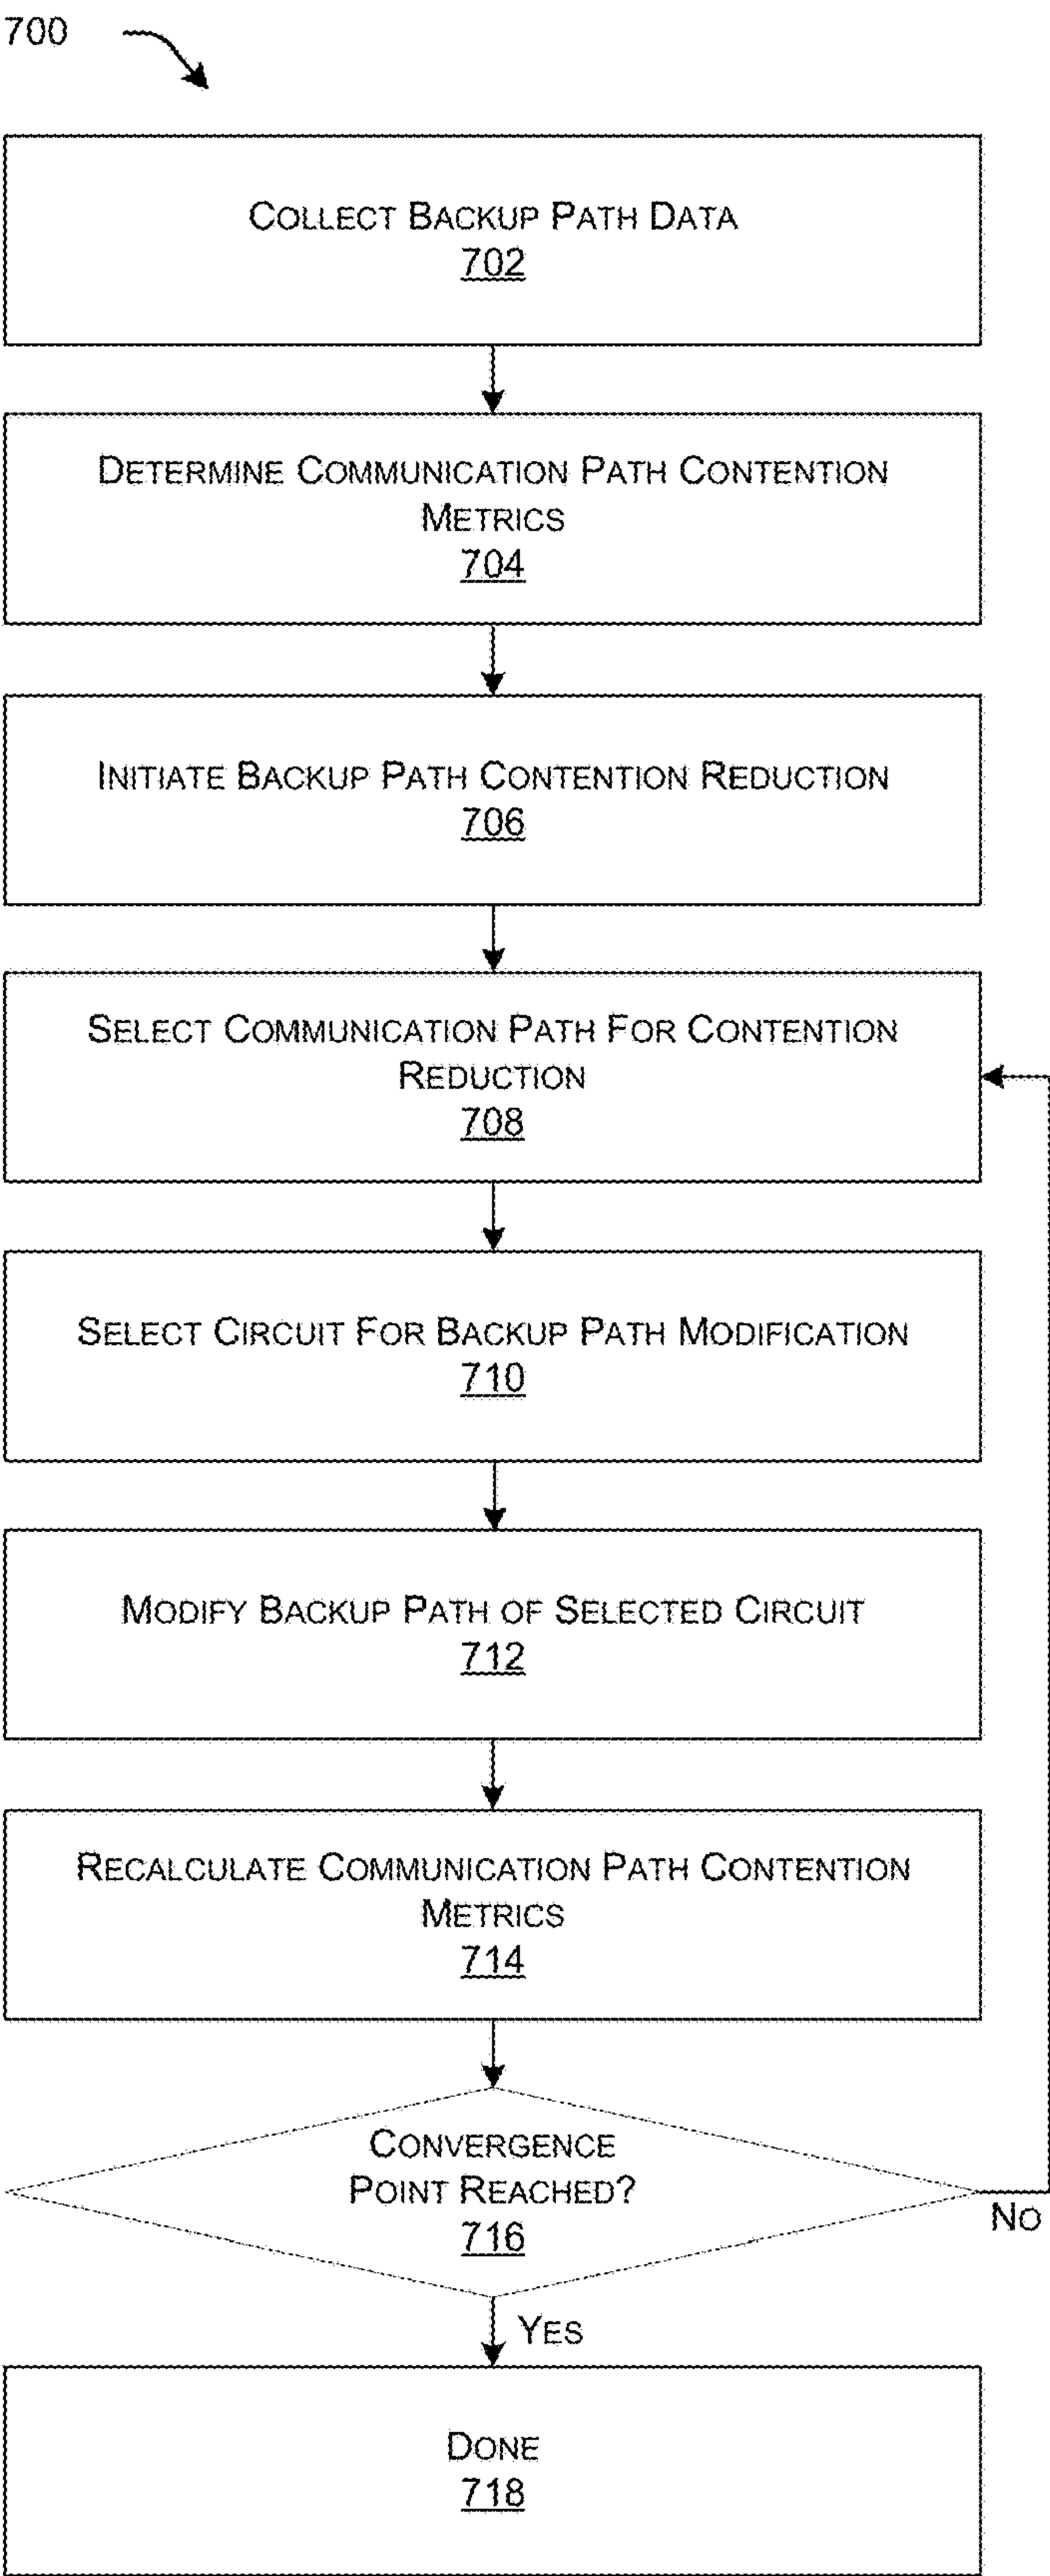 700
COLLECT BACKUP PATH DATA
702
DETERMINE COMMUNICATION PATH CONTENTION
METRICS
704
INITIATE BACKUP PATH CONTENTION REDUCTION
706
SELECT COMMUNICATION PATH FOR CONTENTION
REDUCTION
708
SELECT CIRCUIT FOR BACKUP PATH MODIFICATION
710
MODIFY BACKUP PATH OF SELECTED CIRCUIT
712
RECALCULATE COMMUNICATION PATH CONTENTION
METRICS
714
CONVERGENCE
POINT REACHED?
716
NO
YES
DONE
718